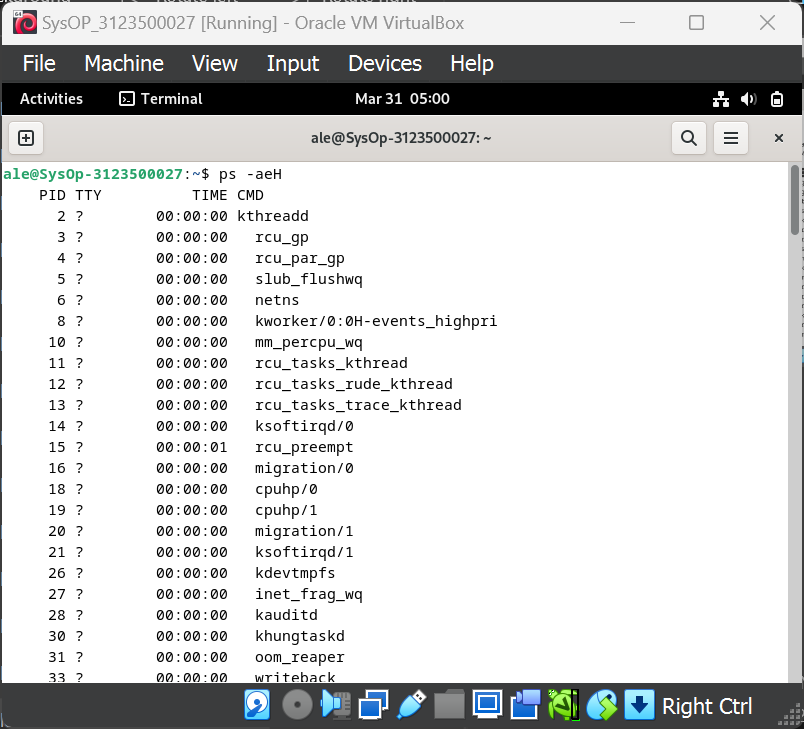 SysOP_3123500027 [Running] - Oracle VM VirtualBox
File Machine View Input Devices Help
Activities Terminal Mar 31 05:00
ale@SysOp-3123500027: ~
ale@SysOp-3123500027:~$ ps -aeH
PID TTY TIME CMD
2 ? 00:00:00 kthreadd
3 ? 00:00:00 rcu_gp
4 ? 00:00:00 rcu_par_gp
5 ? 00:00:00 slub_flushwq
6 ? 00:00:00 netns
8 ? 00:00:00 kworker/0:0H-events_highpri
10 ? 00:00:00 mm_percpu_wq
11 ? 00:00:00 rcu_tasks_kthread
12 ? 00:00:00 rcu_tasks_rude_kthread
13 ? 00:00:00 rcu_tasks_trace_kthread
14 ? 00:00:00 ksoftirqd/0
15 ? 00:00:01 rcu_preempt
16 ? 00:00:00 migration/0
18 ? 00:00:00 cpuhp/0
19 ? 00:00:00 cpuhp/1
20 ? 00:00:00 migration/1
21 ? 00:00:00 ksoftirqd/1
26 ? 00:00:00 kdevtmpfs
27 ? 00:00:00 inet_frag_wq
28 ? 00:00:00 kauditd
30 ? 00:00:00 khungtaskd
31 ? 00:00:00 oom_reaper
33 ? 00:00:00 writeback
Right Ctrl